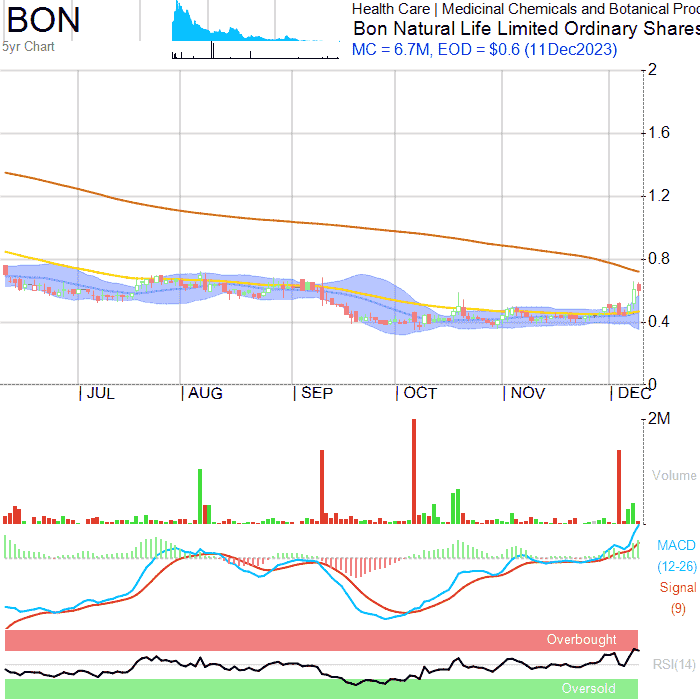 BON
5yr Chart
Health Care | Medicinal Chemicals and Botanical Prod
Bon Natural Life Limited Ordinary Shares
MC = 6.7M, EOD = $0.6 (11Dec2023)
2
1.6
1.2
0.8
0.4
0
JUL AUG SEP OCT NOV DEC
2M
Volume
MACD
(12-26)
Signal
(9)
Overbought
RSI(14)
Oversold